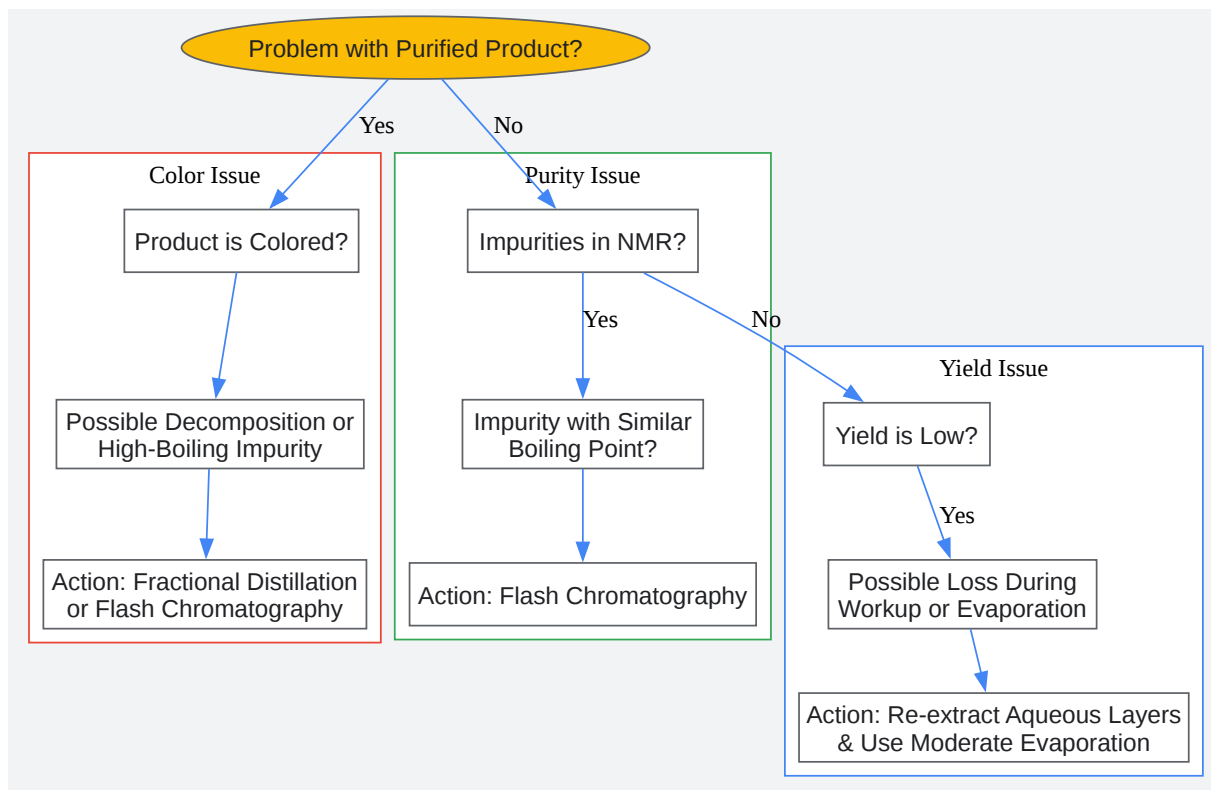 Problem with Purified Product?
Yes
No
Color Issue
Purity Issue
Product is Colored?
Impurities in NMR?
Yes
No
Yield Issue
Possible Decomposition or
High-Boiling Impurity
Impurity with Similar
Boiling Point?
Yield is Low?
Yes
Action: Fractional Distillation
or Flash Chromatography
Action: Flash Chromatography
Possible Loss During
Workup or Evaporation
Action: Re-extract Aqueous Layers
& Use Moderate Evaporation